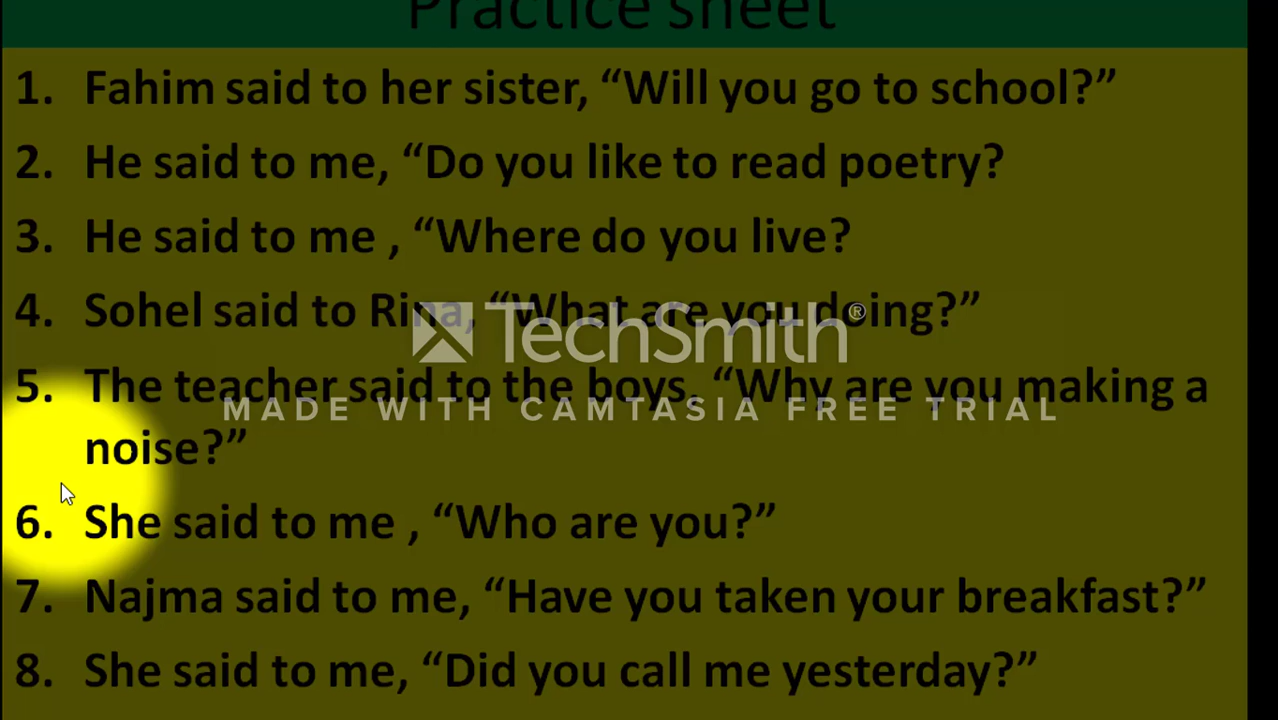 Practice sheet
1. Fahim said to her sister, “Will you go to school?”
2. He said to me, “Do you like to read poetry?
3. He said to me , “Where do you live?
4. Sohel said to Rina, “What are you doing?”
TechSmith®
5. The teacher said to the boys, “Why are you making a
MADE WITH CAMTASIA FREE TRIAL
noise?”
6. She said to me , “Who are you?”
7. Najma said to me, “Have you taken your breakfast?”
8. She said to me, “Did you call me yesterday?”